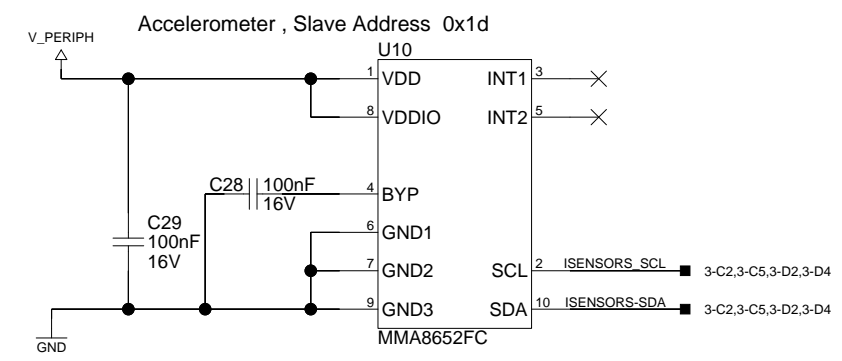 Accelerometer , Slave Address 0x1d
V_PERIPH
U10
1 VDD INT1 3
8 VDDIO INT2 5
C28 100nF
16V
4 BYP
C29
100nF
16V
6 GND1
7 GND2
SCL 2 ISENSORS_SCL 3-C2,3-C5,3-D2,3-D4
9 GND3
SDA 10 ISENSORS-SDA 3-C2,3-C5,3-D2,3-D4
MMA8652FC
GND